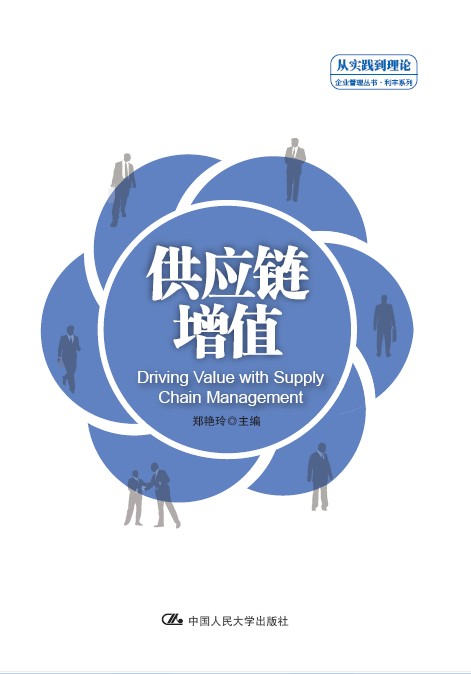 从实践到理论
企业管理丛书·利丰系列
供应链
增值
Driving Value with Supply
Chain Management
郑艳玲◎主编
中国人民大学出版社